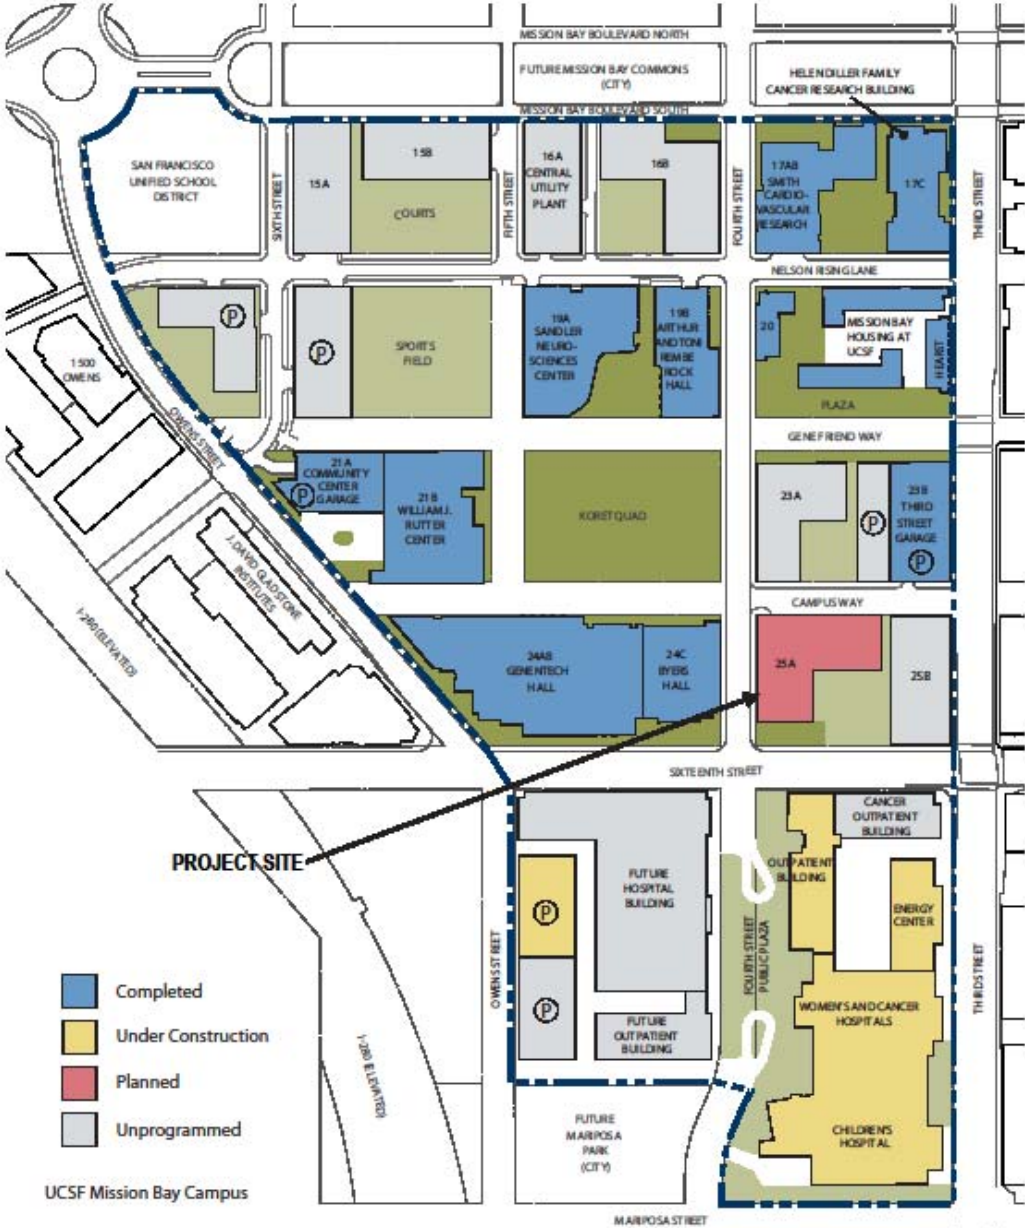 MISSION BAY BOULEVARD NORTH
FUTURE MISSION BAY COMMONS
(CITY)
MISSION BAY BOULEVARD SOUTH
HELEN DILLER FAMILY
CANCER RESEARCH BUILDING
SAN FRANCISCO
UNIFIED SCHOOL
DISTRICT
SIXTH STREET
15A
15B
COURTS
FIFTH STREET
16A
CENTRAL
UTILITY
PLANT
16B
FOURTH STREET
17AB
SMITH
CARDIO-
VASCULAR
RESEARCH
17C
THIRD STREET
NELSON RISING LANE
P
P
SPORTS
FIELD
19A
SANDLER
NEURO-
SCIENCES
CENTER
19B
ARTHUR
AND TONI
REMBE
ROCK
HALL
20
MISSION BAY
HOUSING AT
UCSF
HEARST
PLAZA
1500
OWENS
OWENS STREET
GENE FRIEND WAY
21A
COMMUNITY
CENTER
GARAGE
P
21B
WILLIAM J.
RUTTER
CENTER
KORET QUAD
23A
P
23B
THIRD
STREET
GARAGE
P
J. DAVID GLADSTONE
INSTITUTES
I-280 (ELEVATED)
CAMPUS WAY
24AB
GENENTECH
HALL
24C
BYERS
HALL
25A
25B
SIXTEENTH STREET
PROJECT SITE
P
P
FUTURE
HOSPITAL
BUILDING
FUTURE
OUTPATIENT
BUILDING
OWENS STREET
FOURTH STREET
PUBLIC PLAZA
OUTPATIENT
BUILDING
CANCER
OUTPATIENT
BUILDING
ENERGY
CENTER
WOMEN'S AND CANCER
HOSPITALS
CHILDREN'S
HOSPITAL
THIRD STREET
I-280 (ELEVATED)
FUTURE
MARIPOSA
PARK
(CITY)
MARIPOSA STREET
Completed
Under Construction
Planned
Unprogrammed
UCSF Mission Bay Campus